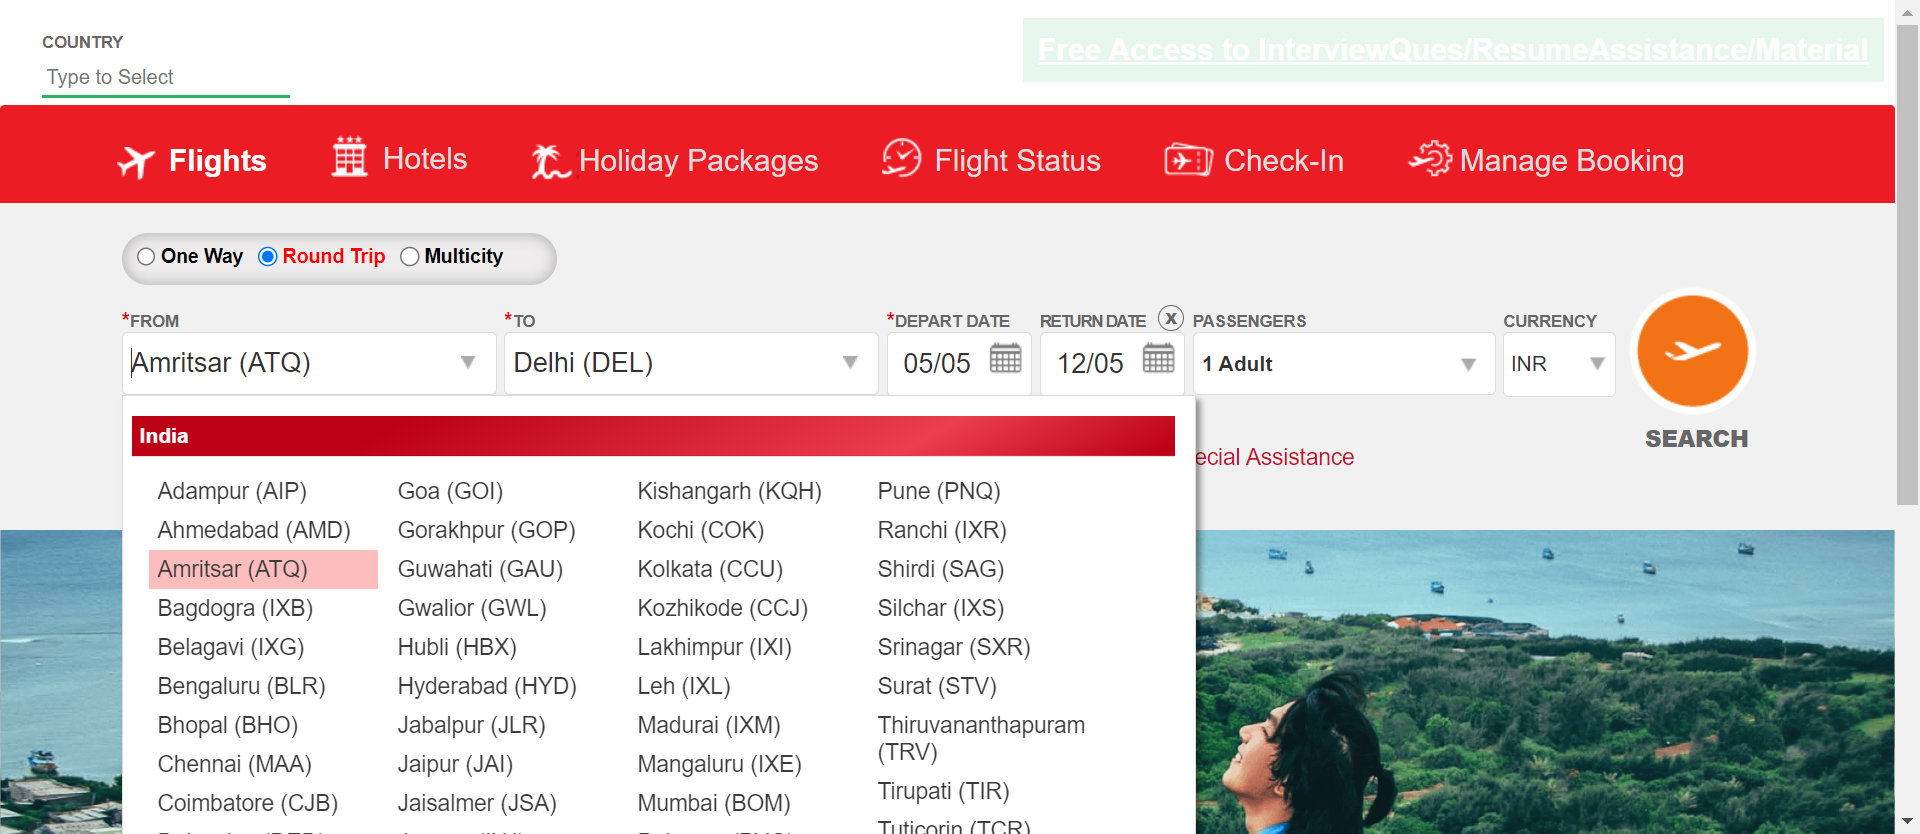 COUNTRY
Type to Select
Free Access to InterviewQues/ResumeAssistance/Material
Flights
Hotels
Holiday Packages
Flight Status
Check-In
Manage Booking
One Way
Round Trip
Multicity
*FROM
*TO
*DEPART DATE
RETURN DATE
X
PASSENGERS
CURRENCY
Amritsar (ATQ)
Delhi (DEL)
05/05
12/05
1 Adult
INR
SEARCH
ecial Assistance
India
Adampur (AIP)
Ahmedabad (AMD)
Amritsar (ATQ)
Bagdogra (IXB)
Belagavi (IXG)
Bengaluru (BLR)
Bhopal (BHO)
Chennai (MAA)
Coimbatore (CJB)
Goa (GOI)
Gorakhpur (GOP)
Guwahati (GAU)
Gwalior (GWL)
Hubli (HBX)
Hyderabad (HYD)
Jabalpur (JLR)
Jaipur (JAI)
Jaisalmer (JSA)
Kishangarh (KQH)
Kochi (COK)
Kolkata (CCU)
Kozhikode (CCJ)
Lakhimpur (IXI)
Leh (IXL)
Madurai (IXM)
Mangaluru (IXE)
Mumbai (BOM)
Pune (PNQ)
Ranchi (IXR)
Shirdi (SAG)
Silchar (IXS)
Srinagar (SXR)
Surat (STV)
Thiruvananthapuram
(TRV)
Tirupati (TIR)
Tuticorin (TCR)